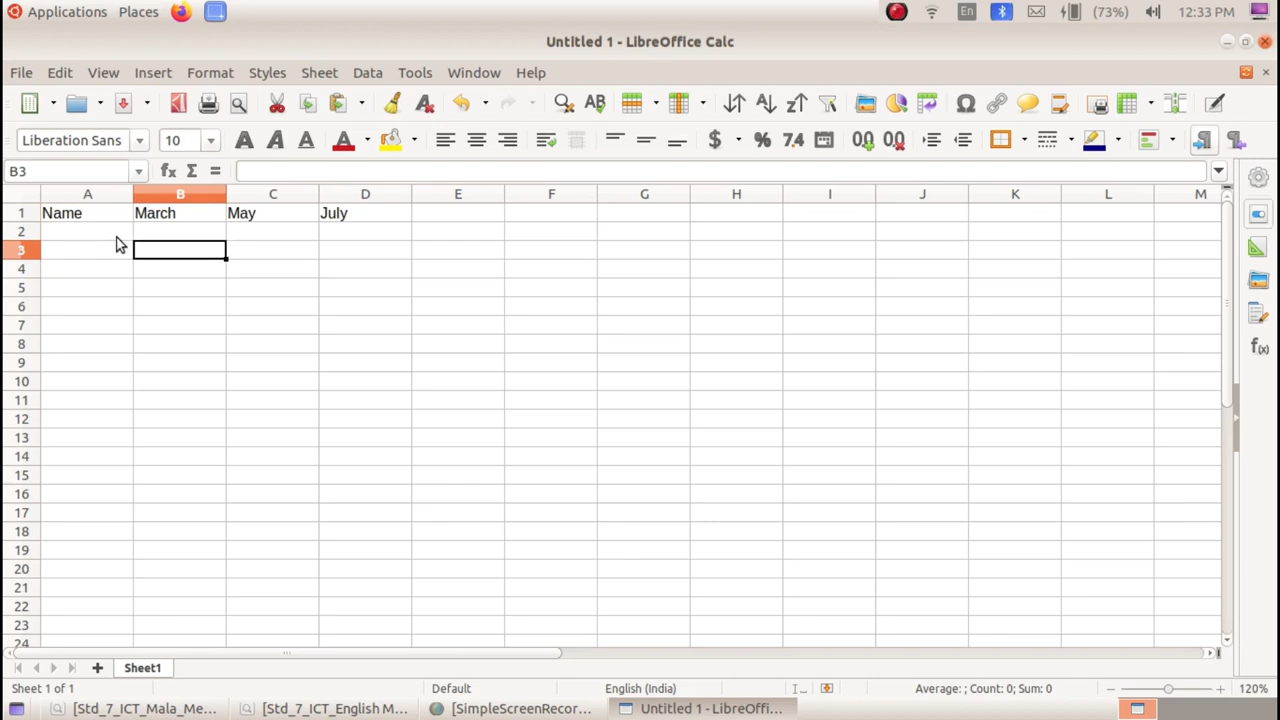 Applications Places En (73%) 12:33 PM
Untitled 1 - LibreOffice Calc
File Edit View Insert Format Styles Sheet Data Tools Window Help
Liberation Sans 10
B3
A B C D E F G H I J K L M
1 Name March May July
2
3
4
5
6
7
8
9
10
11
12
13
14
15
16
17
18
19
20
21
22
23
24
Sheet1
Sheet 1 of 1 Default English (India) Average: ; Count: 0; Sum: 0 120%
[Std_7_ICT_Mala_Me... [Std_7_ICT_English M... [SimpleScreenRecor... Untitled 1 - LibreOffi...